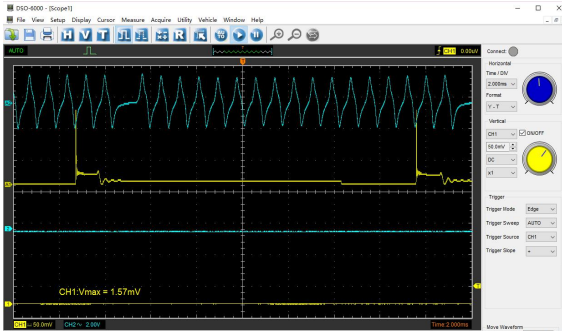 DSO-6000 - [Scope1]
File View Setup Display Cursor Measure Acquire Utility Vehicle Window Help
H V T R
AUTO CH1 0.00uV
Connect:
Horizontal
Time / DIV
2.000ms
Format
Y - T
Vertical
CH1 ON/OFF
50.0mV
DC
x1
Trigger
Trigger Mode Edge
Trigger Sweep AUTO
Trigger Source CH1
Trigger Slope +
CH1:Vmax = 1.57mV
CH1 50.0mV CH2 2.00V Time:2.000ms
Move Waveform